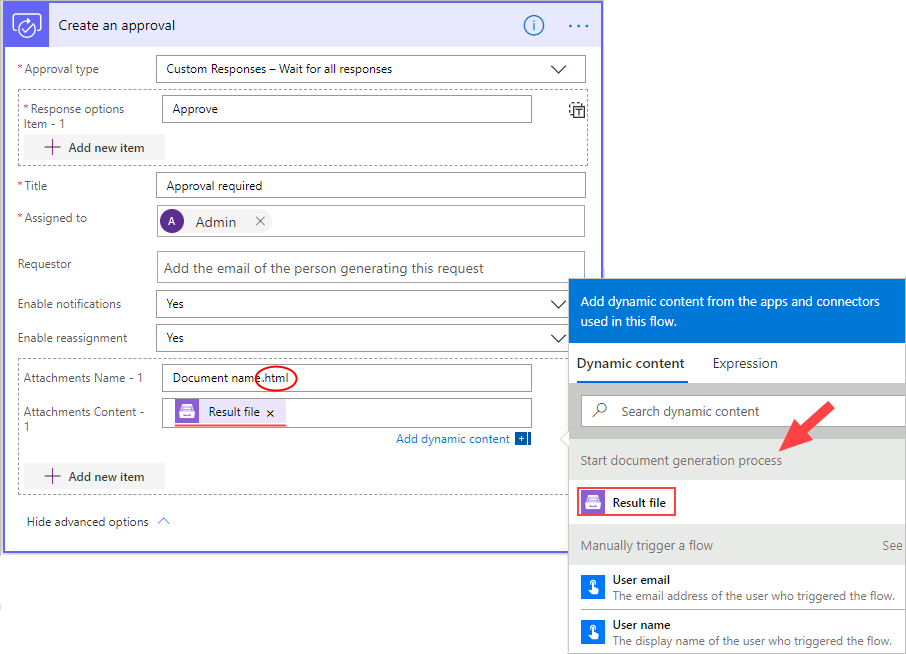 Create an approval
* Approval type
Custom Responses – Wait for all responses
* Response options
Item - 1
Approve
Add new item
* Title
Approval required
* Assigned to
A Admin
Requestor
Add the email of the person generating this request
Enable notifications
Yes
Enable reassignment
Yes
Attachments Name - 1
Document name.html
Attachments Content -
1
Result file
Add dynamic content
Add new item
Hide advanced options
Add dynamic content from the apps and connectors
used in this flow.
Dynamic content
Expression
Search dynamic content
Start document generation process
Result file
Manually trigger a flow
See
User email
The email address of the user who triggered the flow.
User name
The display name of the user who triggered the flow.